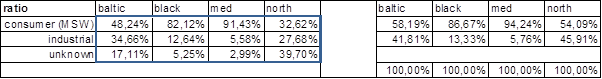 ratio baltic black med north baltic black med north
consumer (MSW) 48,24% 82,12% 91,43% 32,62% 58,19% 86,67% 94,24% 54,09%
industrial 34,66% 12,64% 5,58% 27,68% 41,81% 13,33% 5,76% 45,91%
unknown 17,11% 5,25% 2,99% 39,70%
100,00% 100,00% 100,00% 100,00%